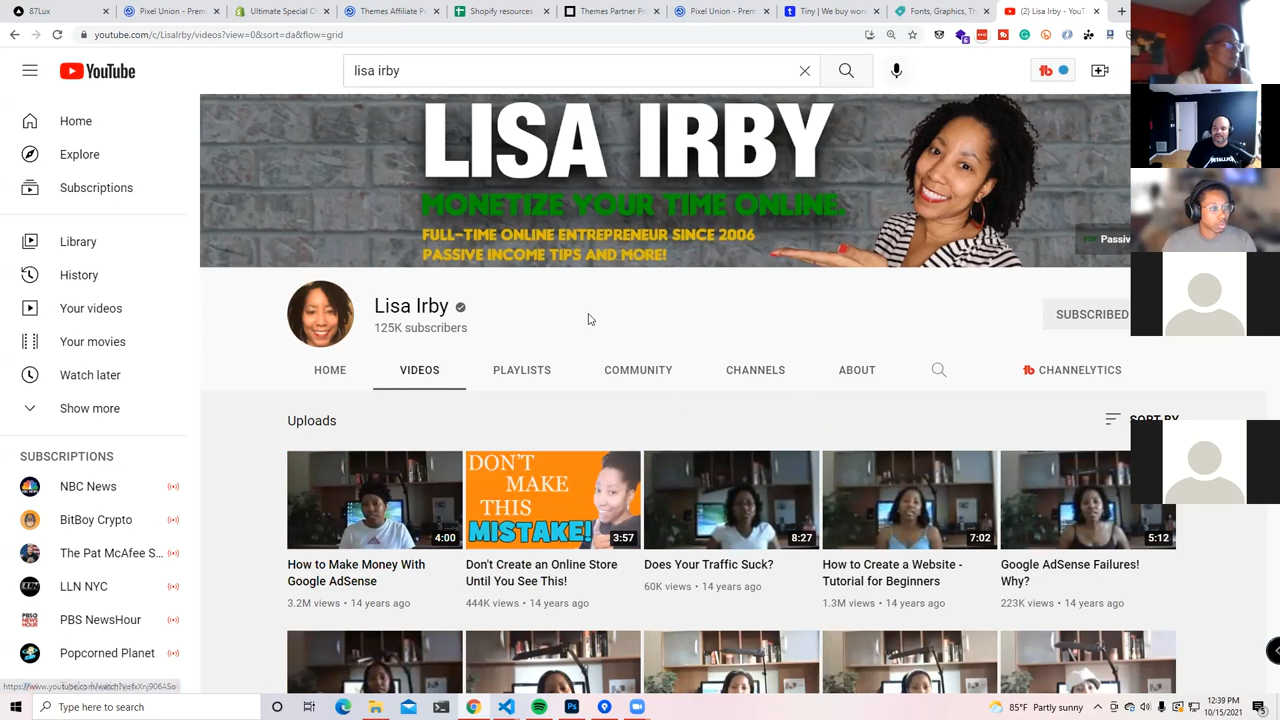 87Lux
Pixel Union - Prem
Ultimate Special O
Themes Affiliate P
Shopify resources
Themes Partner Pr
Pixel Union - Prem
Tiny | We buy won
Fonts, Graphics, Th
(2) Lisa Irby - YouT
youtube.com/c/LisaIrby/videos?view=0&sort=da&flow=grid
YouTube
lisa irby
Home
Explore
Subscriptions
Library
History
Your videos
Your movies
Watch later
Show more
SUBSCRIPTIONS
NBC News
BitBoy Crypto
The Pat McAfee S...
LLN NYC
PBS NewsHour
Popcorned Planet
LISA IRBY
MONETIZE YOUR TIME ONLINE.
FULL-TIME ONLINE ENTREPRENEUR SINCE 2006
PASSIVE INCOME TIPS AND MORE!
Passiv
METALLICA
Lisa Irby
125K subscribers
SUBSCRIBED
HOME
VIDEOS
PLAYLISTS
COMMUNITY
CHANNELS
ABOUT
CHANNELYTICS
Uploads
SORT BY
4:00
DON'T
MAKE
THIS
MISTAKE!
3:57
8:27
7:02
5:12
How to Make Money With
Google AdSense
3.2M views • 14 years ago
Don't Create an Online Store
Until You See This!
444K views • 14 years ago
Does Your Traffic Suck?
60K views • 14 years ago
How to Create a Website -
Tutorial for Beginners
1.3M views • 14 years ago
Google AdSense Failures!
Why?
223K views • 14 years ago
Type here to search
85°F Partly sunny
12:39 PM
10/15/2021